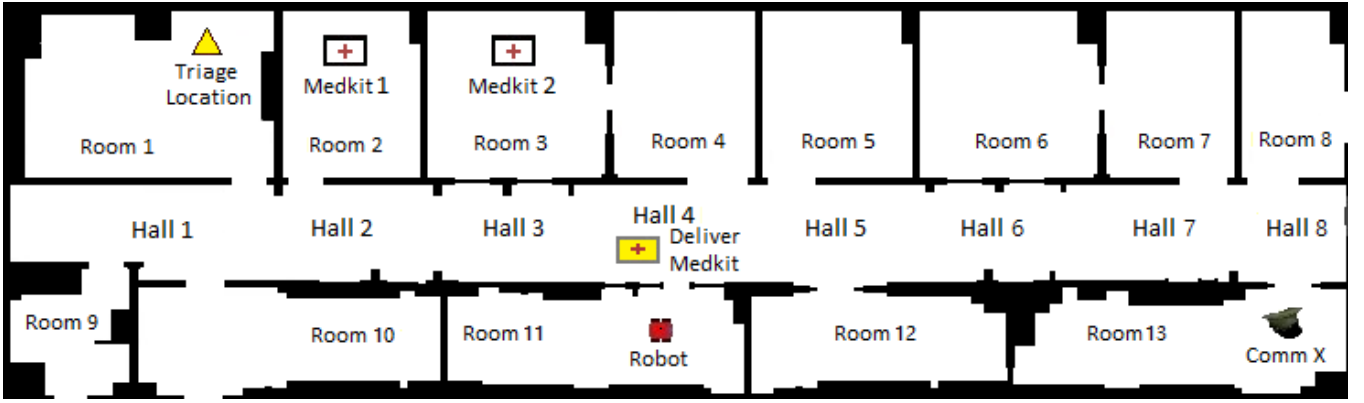 Triage
Location
Medkit 1
Medkit 2
Room 1
Room 2
Room 3
Room 4
Room 5
Room 6
Room 7
Room 8
Hall 1
Hall 2
Hall 3
Hall 4
Deliver
Medkit
Hall 5
Hall 6
Hall 7
Hall 8
Room 9
Room 10
Room 11
Robot
Room 12
Room 13
Comm X